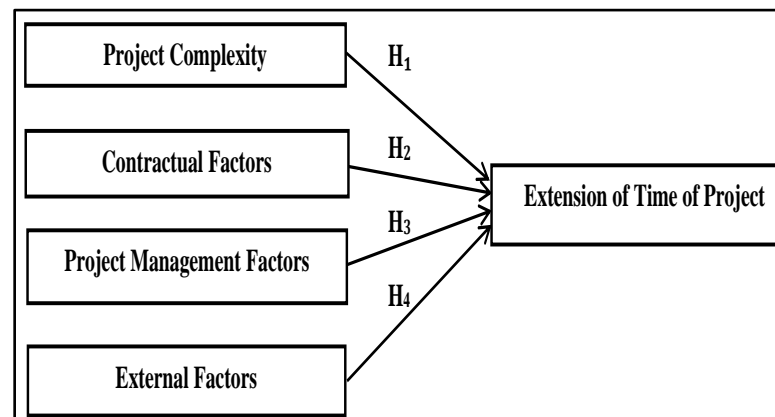 Project Complexity
H₁
Contractual Factors
H₂
Extension of Time of Project
Project Management Factors
H₃
H₄
External Factors